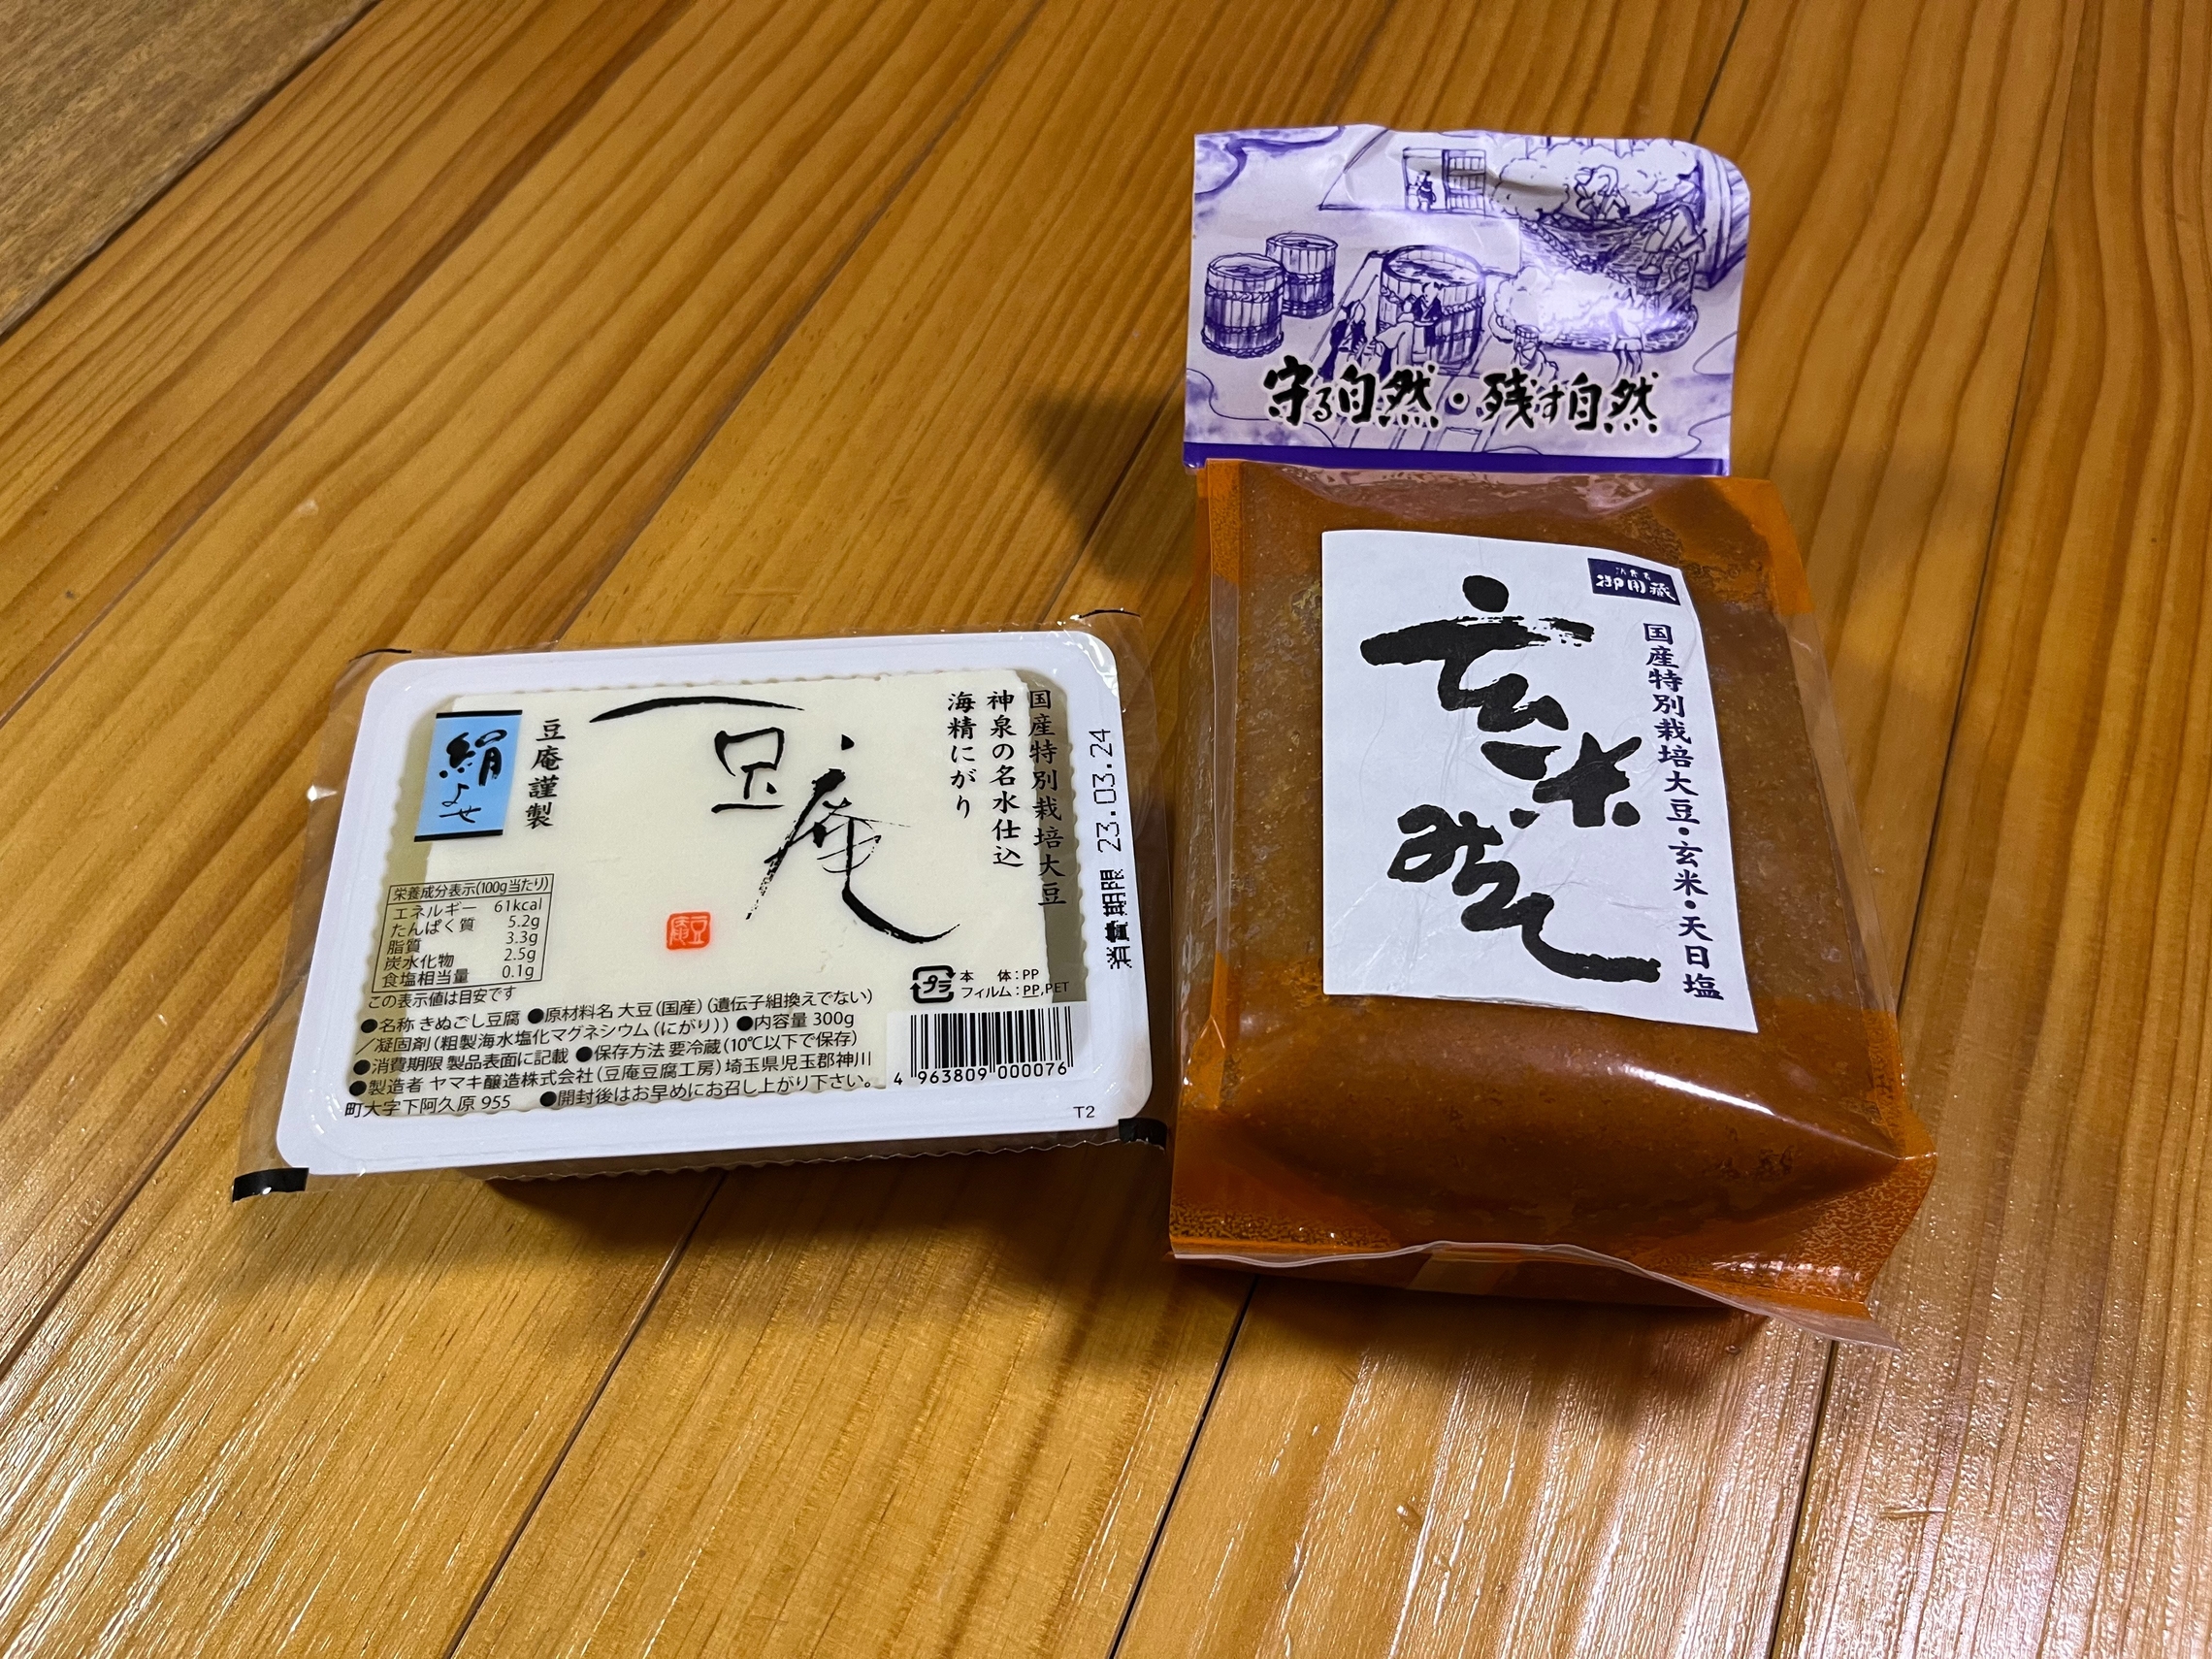 国産特別栽培大豆
神泉の名水仕込
海精にがり
豆庵
豆庵謹製
絹よせ
豆庵
消費期限 23.03.24
栄養成分表示(100g当たり)
エネルギー 61kcal
たんぱく質 5.2g
脂質 3.3g
炭水化物 2.5g
食塩相当量 0.1g
この表示値は目安です
●名称 きぬごし豆腐 ●原材料名 大豆(国産)(遺伝子組換えでない)
/凝固剤(粗製海水塩化マグネシウム(にがり)) ●内容量 300g
●消費期限 製品表面に記載 ●保存方法 要冷蔵(10℃以下で保存)
●製造者 ヤマキ醸造株式会社(豆庵豆腐工房)埼玉県児玉郡神川
町大字下阿久原 955 ●開封後はお早めにお召し上がり下さい。
プラ
本 体:PP
フィルム:PP,PET
4 963809 000076
T2
守る自然・残す自然
消費者
御用蔵
国産特別栽培大豆・玄米・天日塩
玄米みそ